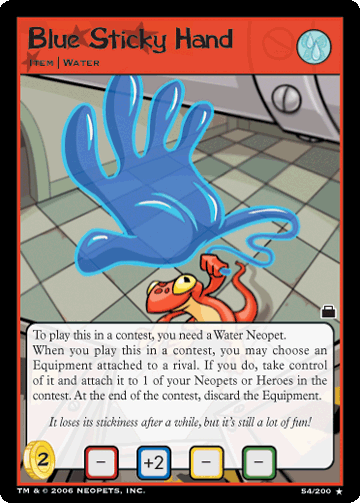 Blue Sticky Hand
Item | Water
To play this in a contest, you need a Water Neopet.
When you play this in a contest, you may choose an
Equipment attached to a rival. If you do, take control
of it and attach it to 1 of your Neopets or Heroes in the
contest. At the end of the contest, discard the Equipment.
It loses its stickiness after a while, but it's still a lot of fun!
2 – +2 – –
TM & © 2006 NEOPETS, INC. 54/200 ★